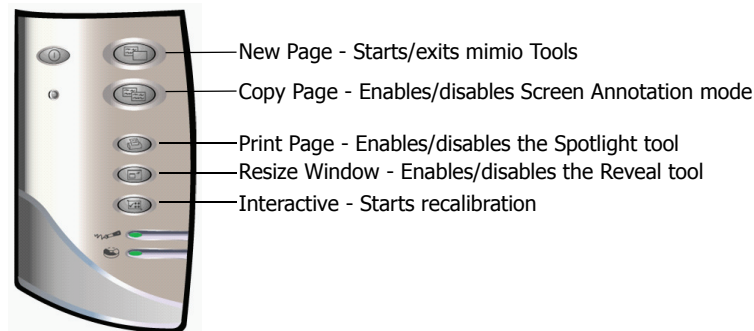 New Page - Starts/exits mimio Tools
Copy Page - Enables/disables Screen Annotation mode
Print Page - Enables/disables the Spotlight tool
Resize Window - Enables/disables the Reveal tool
Interactive - Starts recalibration